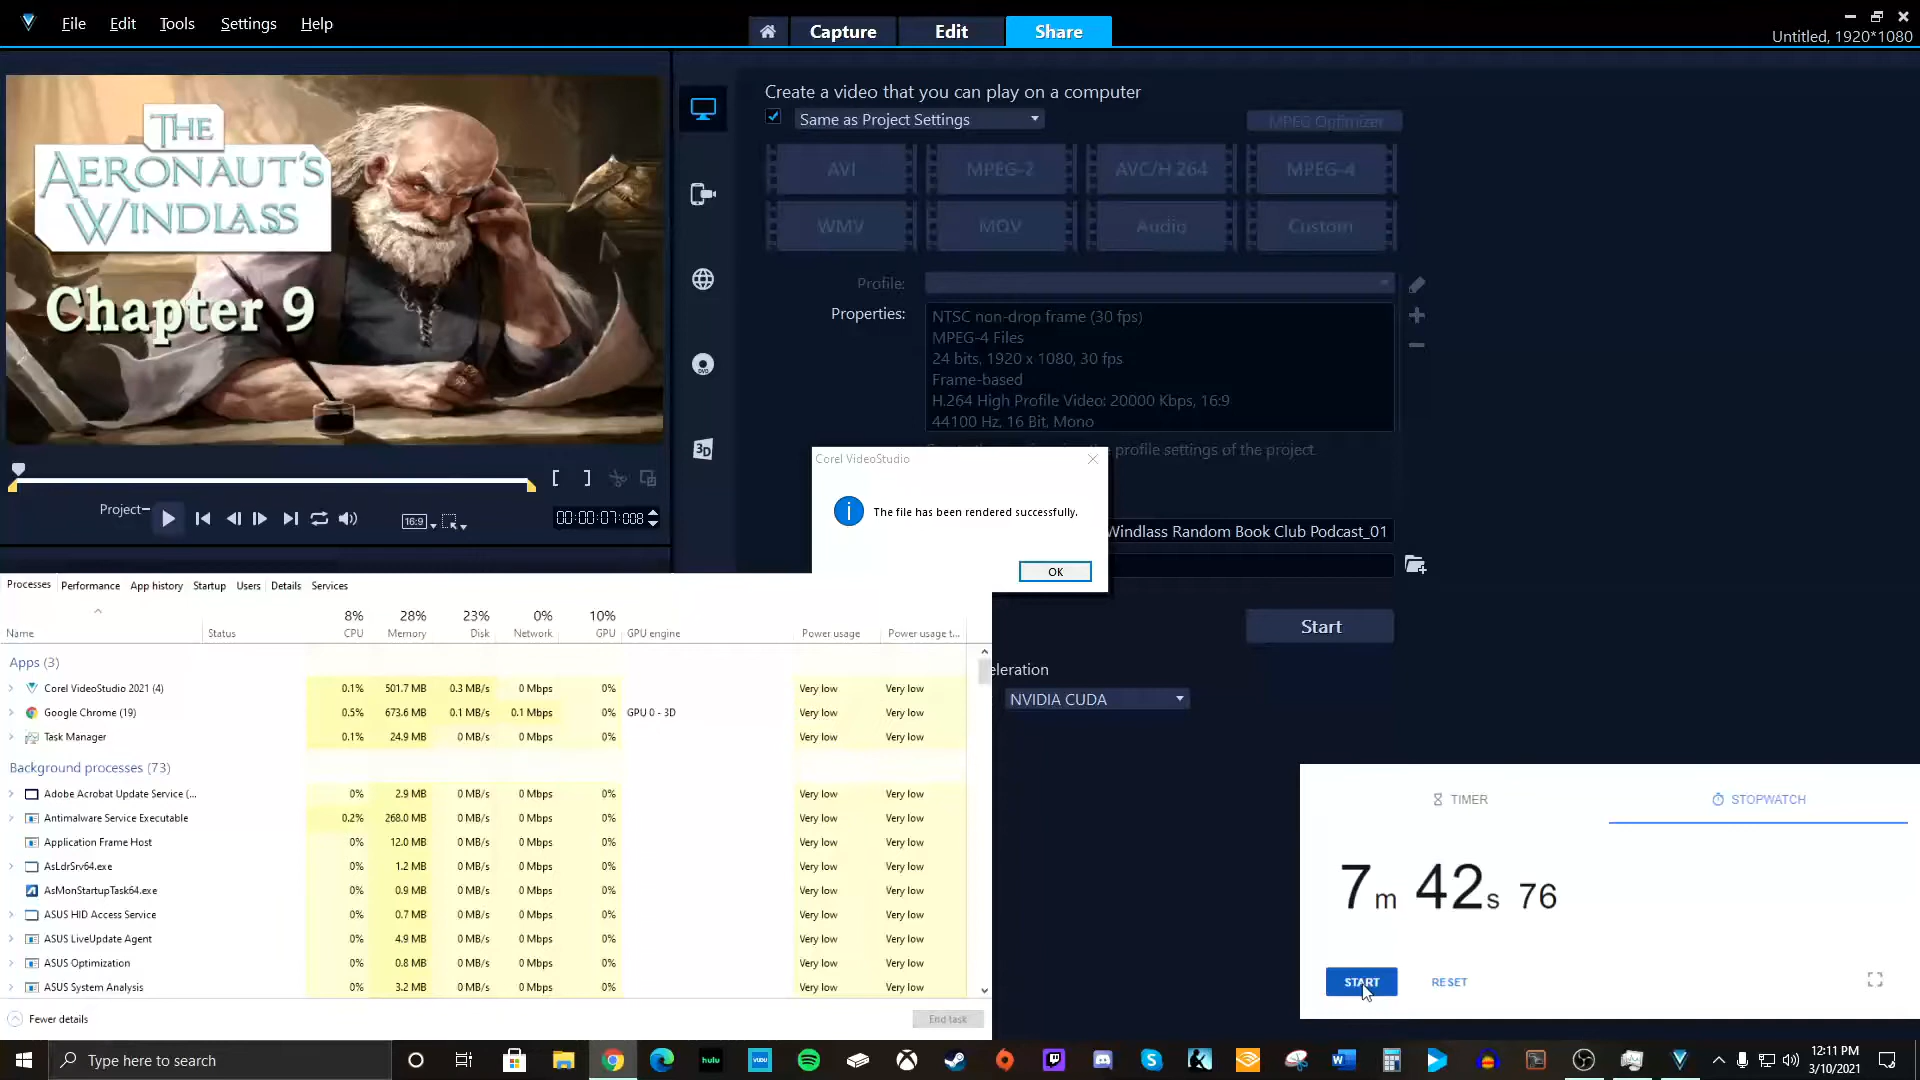 File Edit Tools Settings Help
Capture Edit Share
Untitled, 1920*1080
THE
AERONAUT'S
WINDLASS
Chapter 9
Project
16:9
00:00:07:008
Create a video that you can play on a computer
Same as Project Settings
MPEG Optimizer
AVI MPEG-2 AVC/H.264 MPEG-4
WMV MOV Audio Custom
DVD
3D
Profile:
Properties:
NTSC non-drop frame (30 fps)
MPEG-4 Files
24 bits, 1920 x 1080, 30 fps
Frame-based
H.264 High Profile Video: 20000 Kbps, 16:9
44100 Hz, 16 Bit, Mono
profile settings of the project.
Corel VideoStudio
The file has been rendered successfully.
OK
Windlass Random Book Club Podcast_01
Start
eleration
NVIDIA CUDA
Processes Performance App history Startup Users Details Services
8% 28% 23% 0% 10%
Name Status CPU Memory Disk Network GPU GPU engine Power usage Power usage t...
Apps (3)
Corel VideoStudio 2021 (4) 0.1% 501.7 MB 0.3 MB/s 0 Mbps 0% Very low Very low
Google Chrome (19) 0.5% 673.6 MB 0.1 MB/s 0.1 Mbps 0% GPU 0 - 3D Very low Very low
Task Manager 0.1% 24.9 MB 0 MB/s 0 Mbps 0% Very low Very low
Background processes (73)
Adobe Acrobat Update Service (... 0% 2.9 MB 0 MB/s 0 Mbps 0% Very low Very low
Antimalware Service Executable 0.2% 268.0 MB 0 MB/s 0 Mbps 0% Very low Very low
Application Frame Host 0% 12.0 MB 0 MB/s 0 Mbps 0% Very low Very low
AsLdrSrv64.exe 0% 1.2 MB 0 MB/s 0 Mbps 0% Very low Very low
AsMonStartupTask64.exe 0% 0.9 MB 0 MB/s 0 Mbps 0% Very low Very low
ASUS HID Access Service 0% 0.7 MB 0 MB/s 0 Mbps 0% Very low Very low
ASUS LiveUpdate Agent 0% 4.9 MB 0 MB/s 0 Mbps 0% Very low Very low
ASUS Optimization 0% 0.8 MB 0 MB/s 0 Mbps 0% Very low Very low
ASUS System Analysis 0% 3.2 MB 0 MB/s 0 Mbps 0% Very low Very low
Fewer details
End task
TIMER STOPWATCH
7m 42s 76
START RESET
Type here to search
hulu
VUDU
12:11 PM
3/10/2021